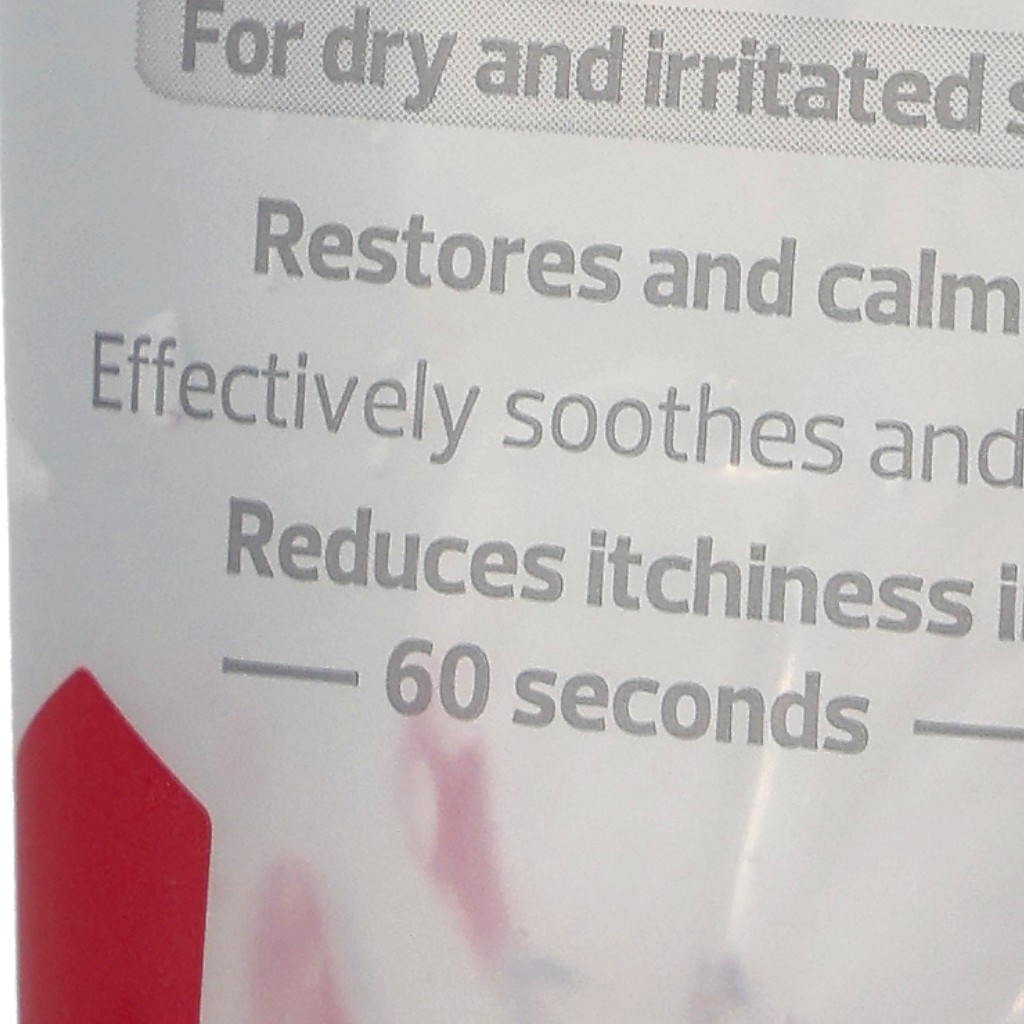 For dry and irritated
Restores and calm
Effectively soothes and
Reduces itchiness
60 seconds